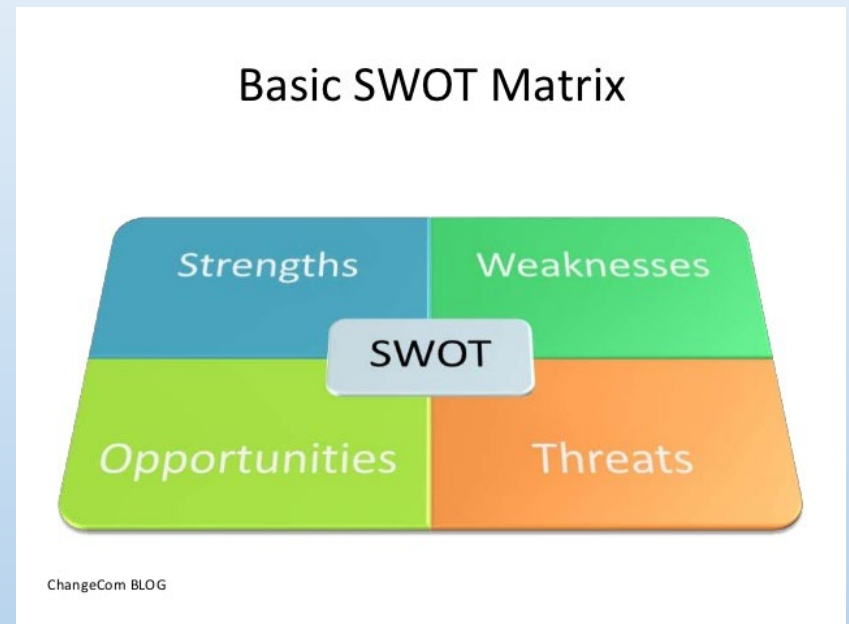 Basic SWOT Matrix
Strengths
Weaknesses
SWOT
Opportunities
Threats
ChangeCom BLOG